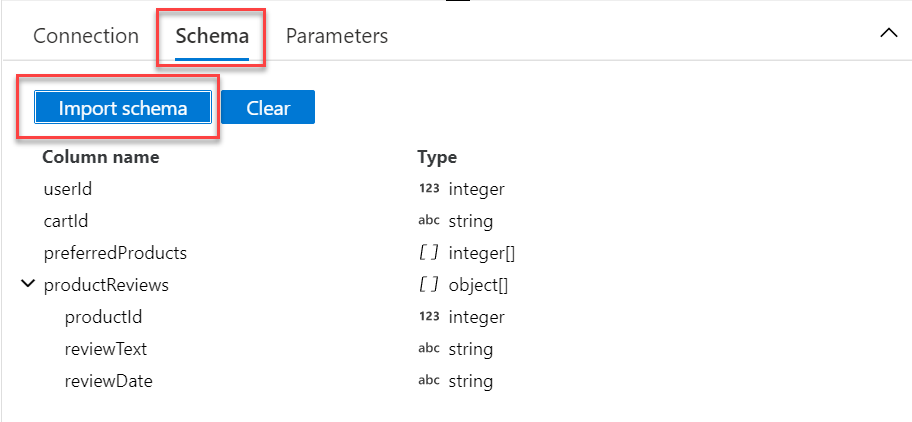 Connection Schema Parameters
Import schema Clear
Column name Type
userId 123 integer
cartId abc string
preferredProducts [ ] integer[]
productReviews [ ] object[]
productId 123 integer
reviewText abc string
reviewDate abc string